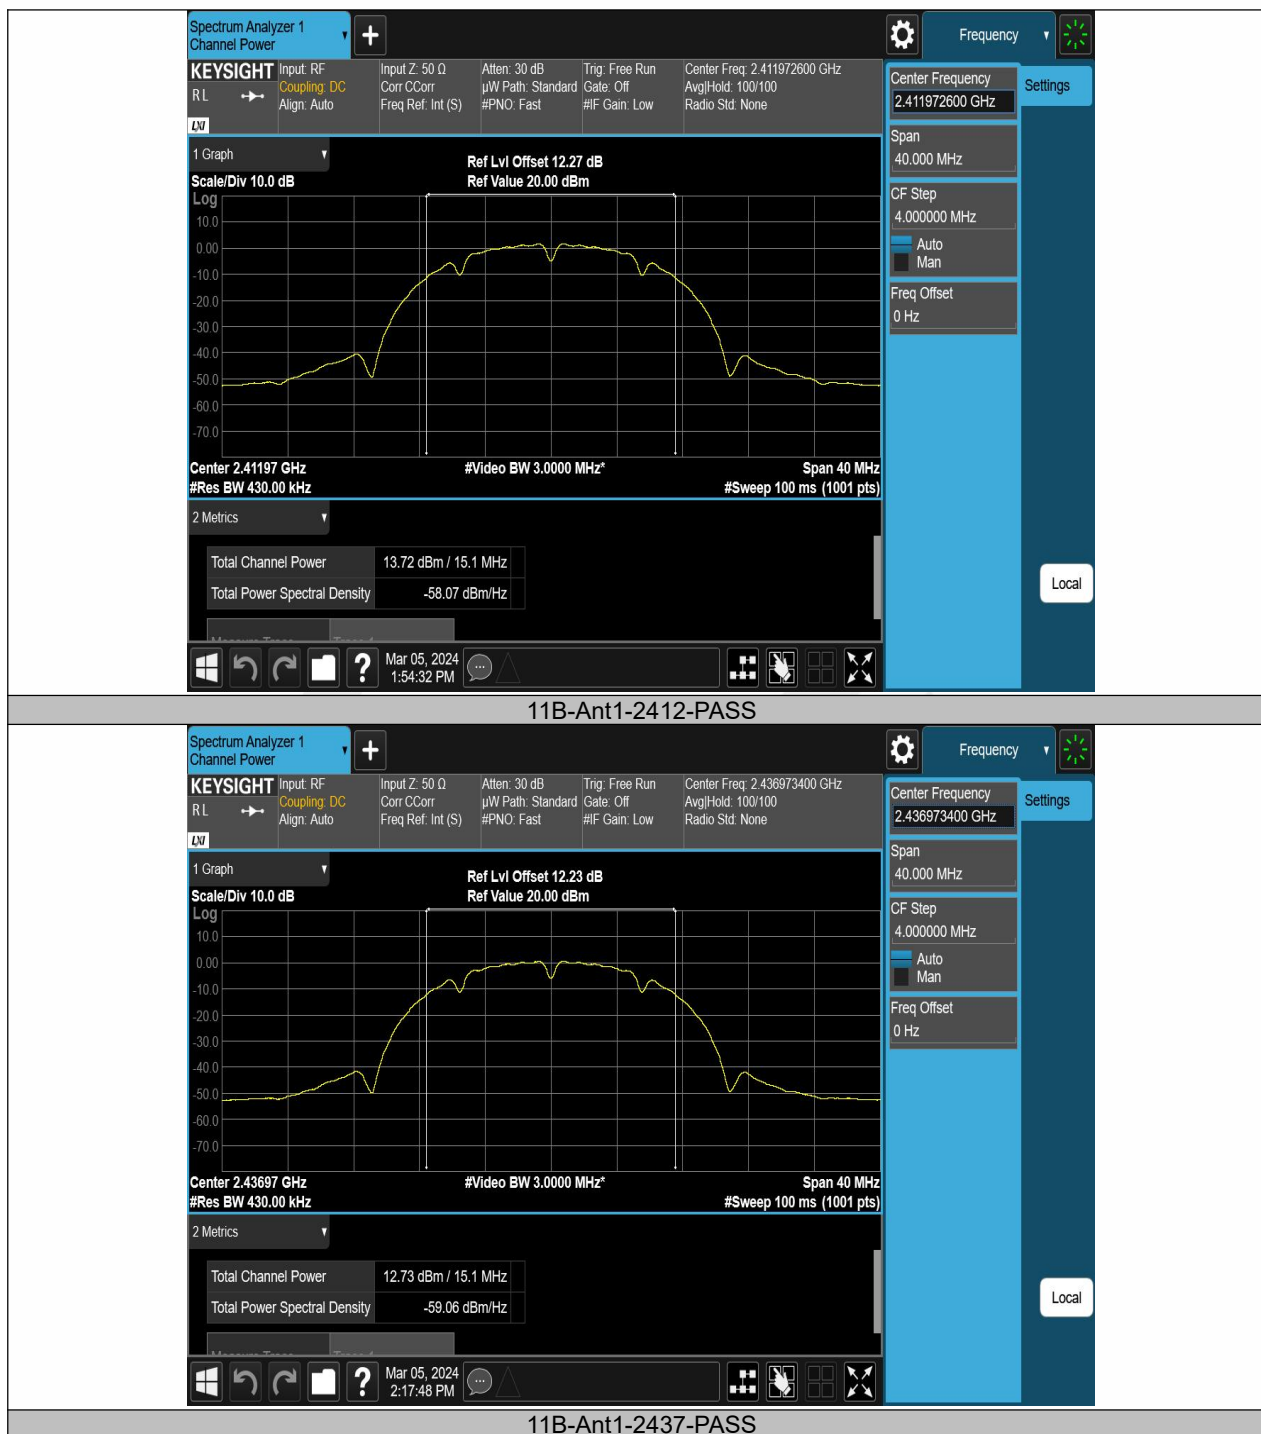 Spectrum Analyzer 1
Channel Power
+
Frequency
KEYSIGHT
R L
LXI
Input: RF
Coupling: DC
Align: Auto
Input Z: 50 Ω
Corr CCorr
Freq Ref: Int (S)
Atten: 30 dB
µW Path: Standard
#PNO: Fast
Trig: Free Run
Gate: Off
#IF Gain: Low
Center Freq: 2.411972600 GHz
Avg|Hold: 100/100
Radio Std: None
Center Frequency
2.411972600 GHz
Settings
Span
40.000 MHz
CF Step
4.000000 MHz
Auto
Man
Freq Offset
0 Hz
Local
1 Graph
Scale/Div 10.0 dB
Ref Lvl Offset 12.27 dB
Ref Value 20.00 dBm
Log
10.0
0.00
-10.0
-20.0
-30.0
-40.0
-50.0
-60.0
-70.0
Center 2.41197 GHz
#Video BW 3.0000 MHz*
Span 40 MHz
#Res BW 430.00 kHz
#Sweep 100 ms (1001 pts)
2 Metrics
Total Channel Power 13.72 dBm / 15.1 MHz
Total Power Spectral Density -58.07 dBm/Hz
?
Mar 05, 2024
1:54:32 PM
11B-Ant1-2412-PASS
Spectrum Analyzer 1
Channel Power
+
Frequency
KEYSIGHT
R L
LXI
Input: RF
Coupling: DC
Align: Auto
Input Z: 50 Ω
Corr CCorr
Freq Ref: Int (S)
Atten: 30 dB
µW Path: Standard
#PNO: Fast
Trig: Free Run
Gate: Off
#IF Gain: Low
Center Freq: 2.436973400 GHz
Avg|Hold: 100/100
Radio Std: None
Center Frequency
2.436973400 GHz
Settings
Span
40.000 MHz
CF Step
4.000000 MHz
Auto
Man
Freq Offset
0 Hz
Local
1 Graph
Scale/Div 10.0 dB
Ref Lvl Offset 12.23 dB
Ref Value 20.00 dBm
Log
10.0
0.00
-10.0
-20.0
-30.0
-40.0
-50.0
-60.0
-70.0
Center 2.43697 GHz
#Video BW 3.0000 MHz*
Span 40 MHz
#Res BW 430.00 kHz
#Sweep 100 ms (1001 pts)
2 Metrics
Total Channel Power 12.73 dBm / 15.1 MHz
Total Power Spectral Density -59.06 dBm/Hz
?
Mar 05, 2024
2:17:48 PM
11B-Ant1-2437-PASS